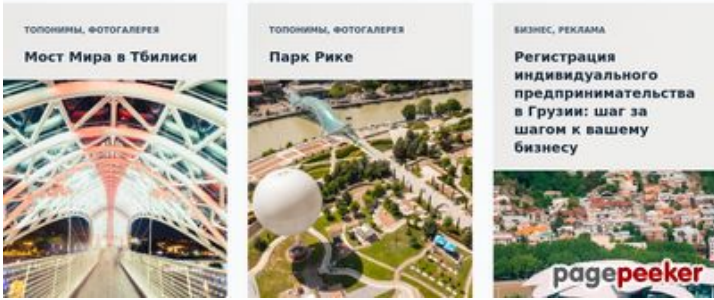 ТОПОНИМЫ, ФОТОГАЛЕРЕЯ
Мост Мира в Тбилиси
ТОПОНИМЫ, ФОТОГАЛЕРЕЯ
Парк Рике
БИЗНЕС, РЕКЛАМА
Регистрация
индивидуального
предпринимательства
в Грузии: шаг за
шагом к вашему
бизнесу
pagepeeker